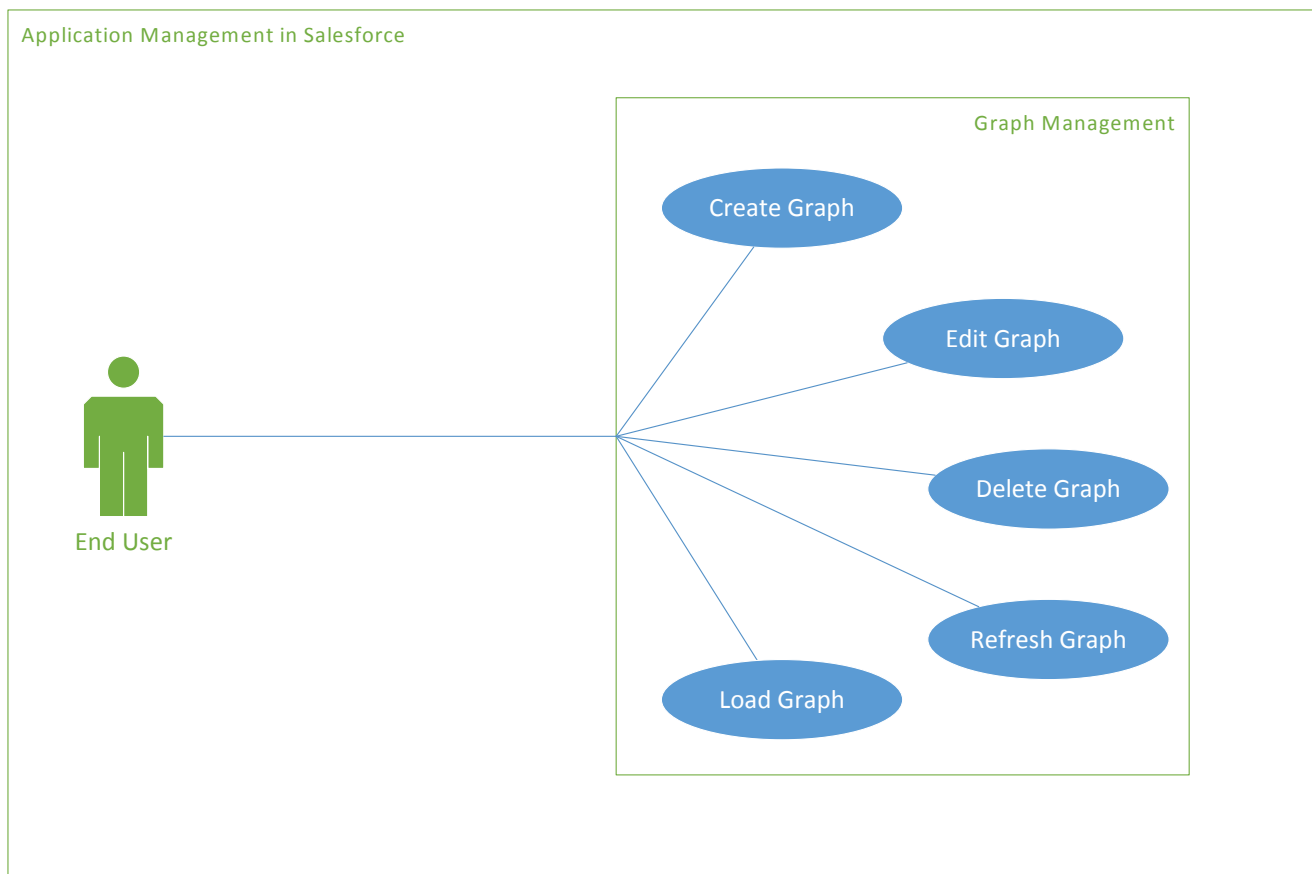 Application Management in Salesforce
Graph Management
Create Graph
Edit Graph
Delete Graph
End User
Refresh Graph
Load Graph